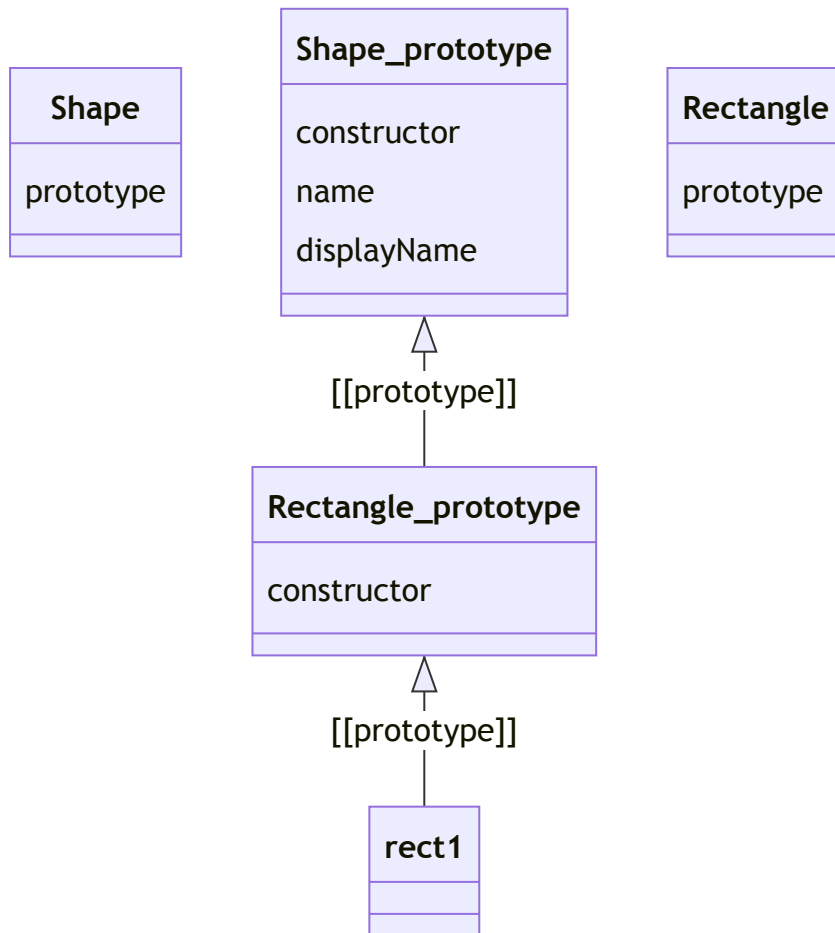 Shape
prototype
Shape_prototype
constructor
name
displayName
Rectangle
prototype
[[prototype]]
Rectangle_prototype
constructor
[[prototype]]
rect1